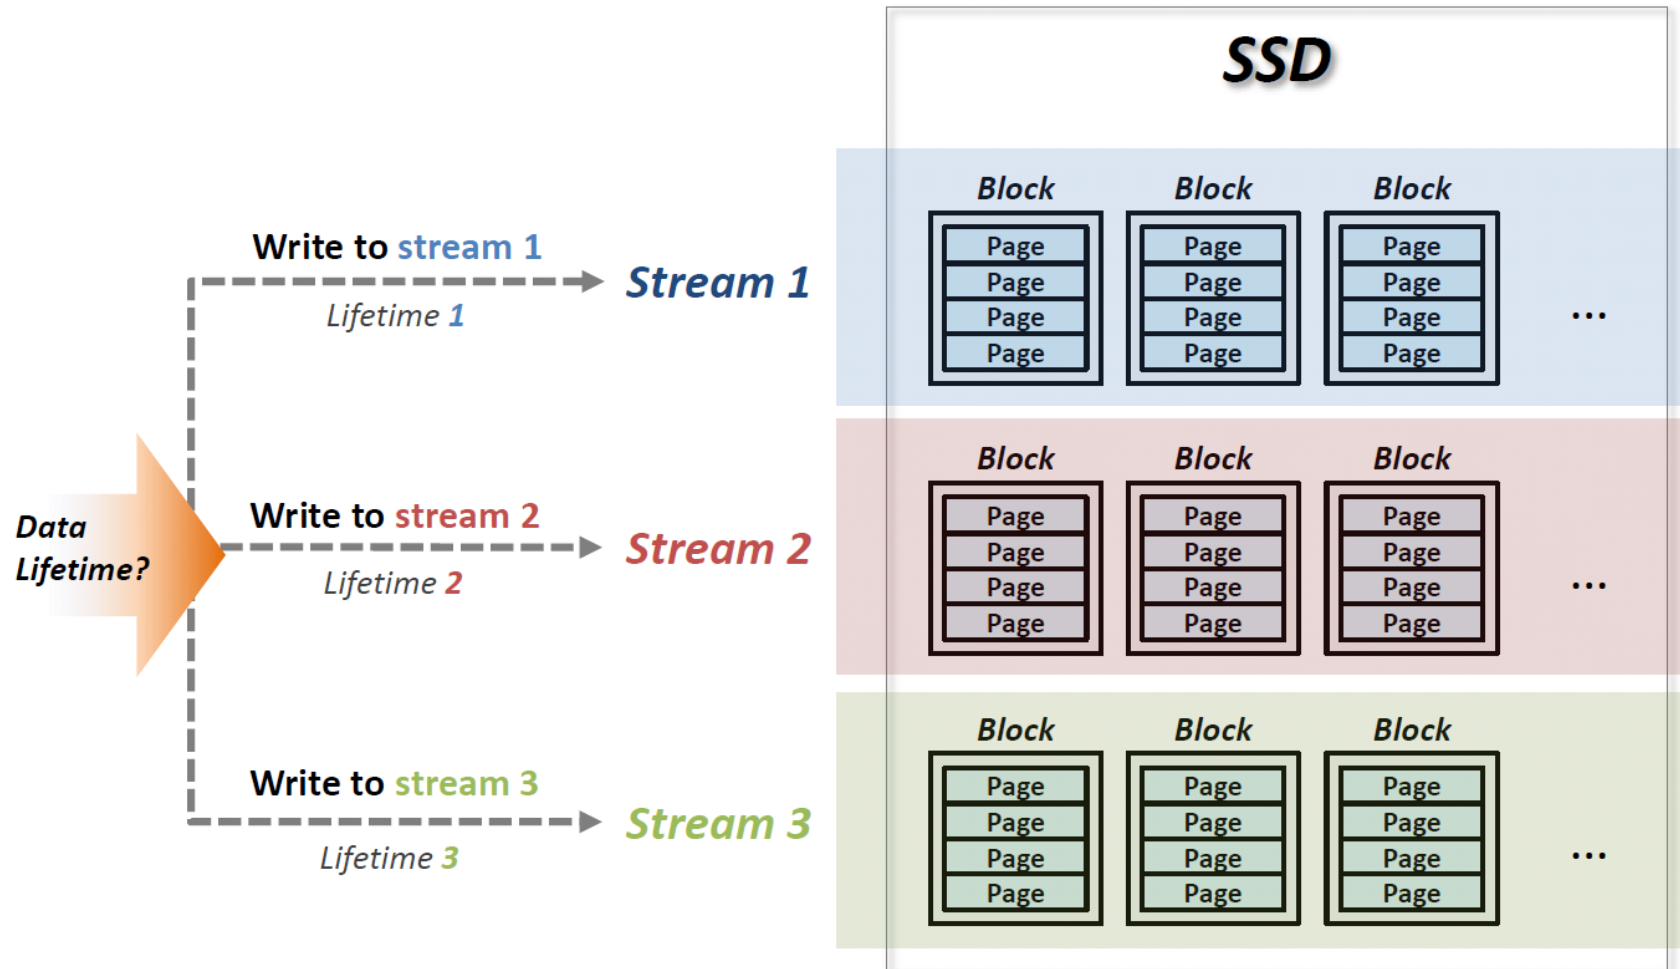 SSD
Data
Lifetime?
Write to stream 1
Lifetime 1
Stream 1
Block Block Block
Page Page Page
Page Page Page
Page Page Page ...
Page Page Page
Write to stream 2
Lifetime 2
Stream 2
Block Block Block
Page Page Page
Page Page Page
Page Page Page ...
Page Page Page
Write to stream 3
Lifetime 3
Stream 3
Block Block Block
Page Page Page
Page Page Page
Page Page Page ...
Page Page Page